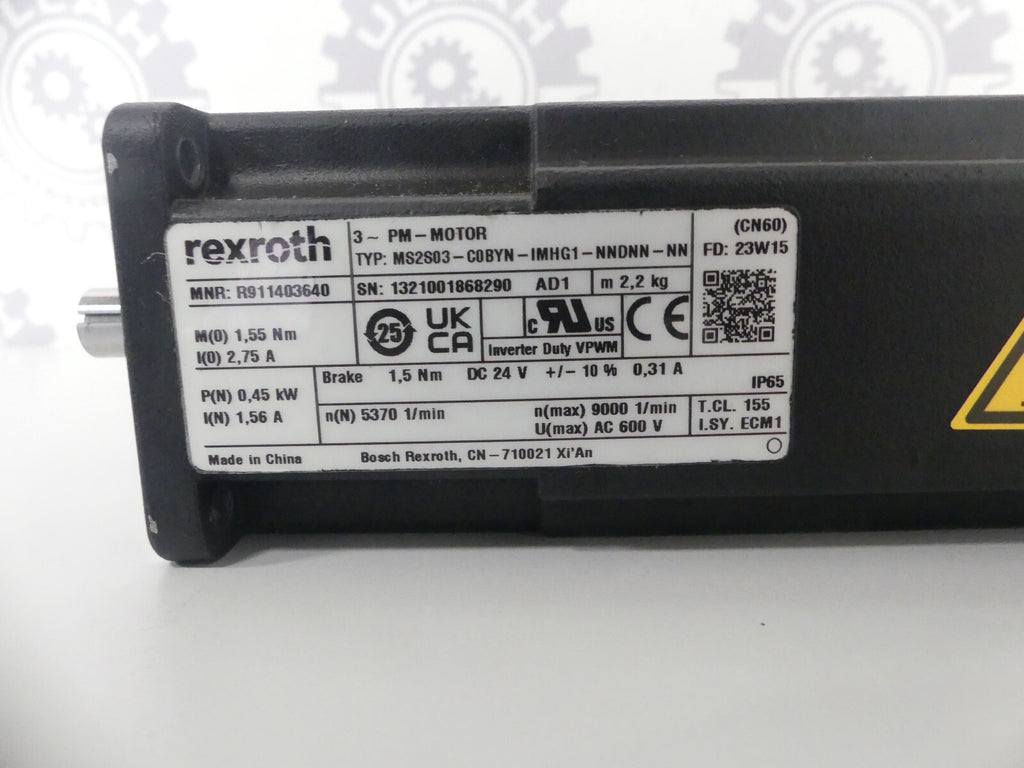 ULLAH
ULLAH
rexroth
3 ~ PM-MOTOR
TYP: MS2S03-C0BYN-IMHG1-NNDNN-NN
(CN60)
FD: 23W15
MNR: R911403640
SN: 1321001868290 AD1
m 2,2 kg
M(0) 1,55 Nm
I(0) 2,75 A
25
UK
CA
c RU US
Inverter Duty VPWM
CE
P(N) 0,45 kW
I(N) 1,56 A
Brake 1,5 Nm DC 24 V +/- 10 % 0,31 A
IP65
n(N) 5370 1/min
n(max) 9000 1/min
U(max) AC 600 V
T.CL. 155
I.SY. ECM1
Made in China
Bosch Rexroth, CN-710021 Xi'An